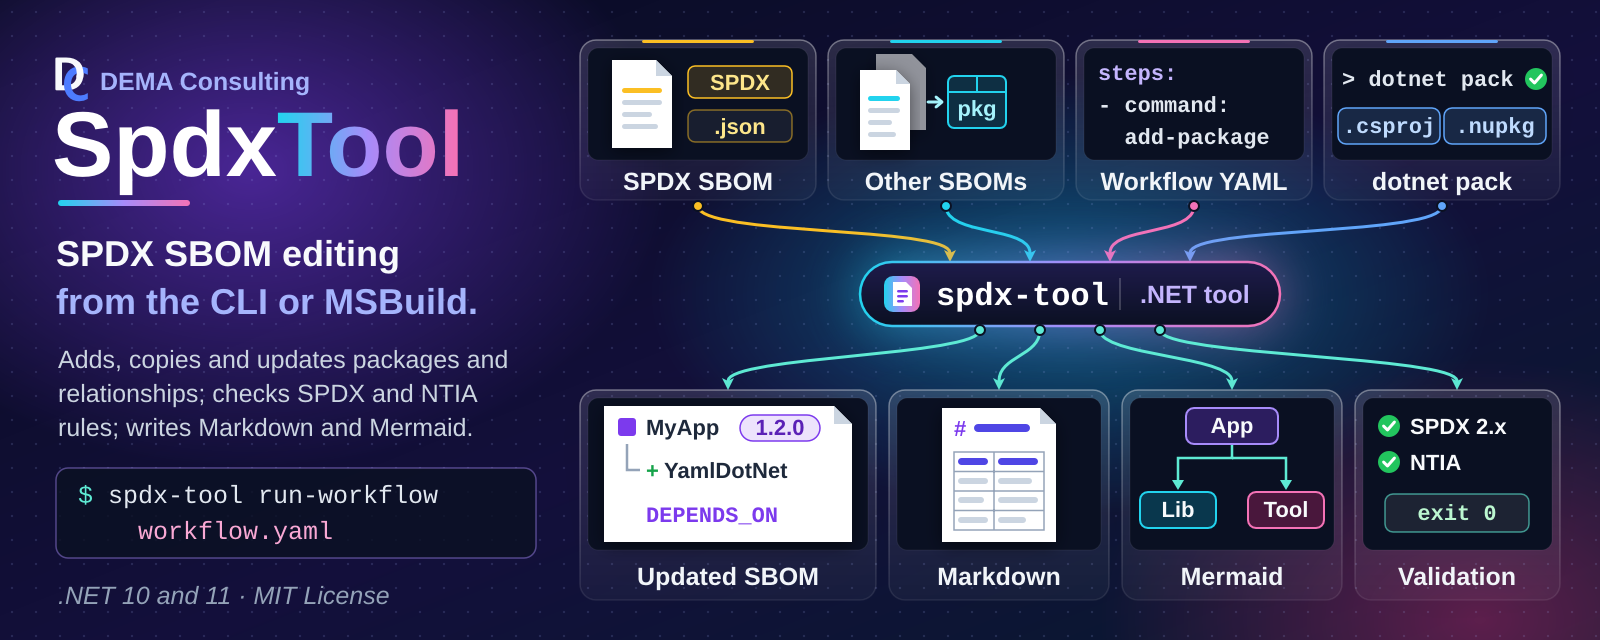 DC DEMA Consulting
SpdxTool
SPDX SBOM editing
from the CLI or MSBuild.
Adds, copies and updates packages and
relationships; checks SPDX and NTIA
rules; writes Markdown and Mermaid.
$ spdx-tool run-workflow
workflow.yaml
.NET 10 and 11 · MIT License
SPDX
.json
SPDX SBOM
pkg
Other SBOMs
steps:
- command:
add-package
Workflow YAML
> dotnet pack
.csproj .nupkg
dotnet pack
spdx-tool .NET tool
MyApp 1.2.0
+ YamlDotNet
DEPENDS_ON
Updated SBOM
#
Markdown
App
Lib Tool
Mermaid
SPDX 2.x
NTIA
exit 0
Validation